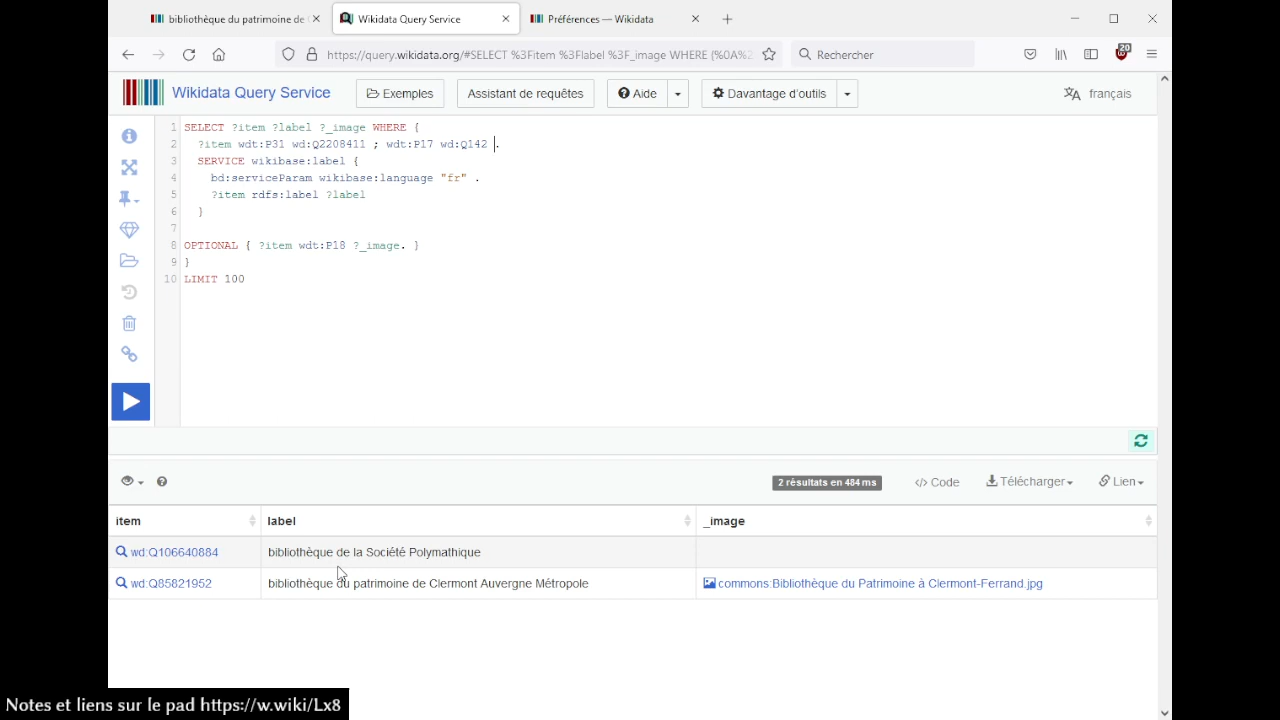 bibliothèque du patrimoine de
Wikidata Query Service
Préférences — Wikidata
https://query.wikidata.org/#SELECT %3Fitem %3Flabel %3F_image WHERE {%0A%2
Rechercher
20
Wikidata Query Service
Exemples
Assistant de requêtes
Aide
Davantage d'outils
français
1 SELECT ?item ?label ?_image WHERE {
2 ?item wdt:P31 wd:Q2208411 ; wdt:P17 wd:Q142 .
3 SERVICE wikibase:label {
4 bd:serviceParam wikibase:language "fr" .
5 ?item rdfs:label ?label
6 }
7
8 OPTIONAL { ?item wdt:P18 ?_image. }
9 }
10 LIMIT 100
2 résultats en 484 ms
</> Code
Télécharger
Lien
item label _image
wd:Q106640884 bibliothèque de la Société Polymathique
wd:Q85821952 bibliothèque du patrimoine de Clermont Auvergne Métropole commons:Bibliothèque du Patrimoine à Clermont-Ferrand.jpg
Notes et liens sur le pad https://w.wiki/Lx8